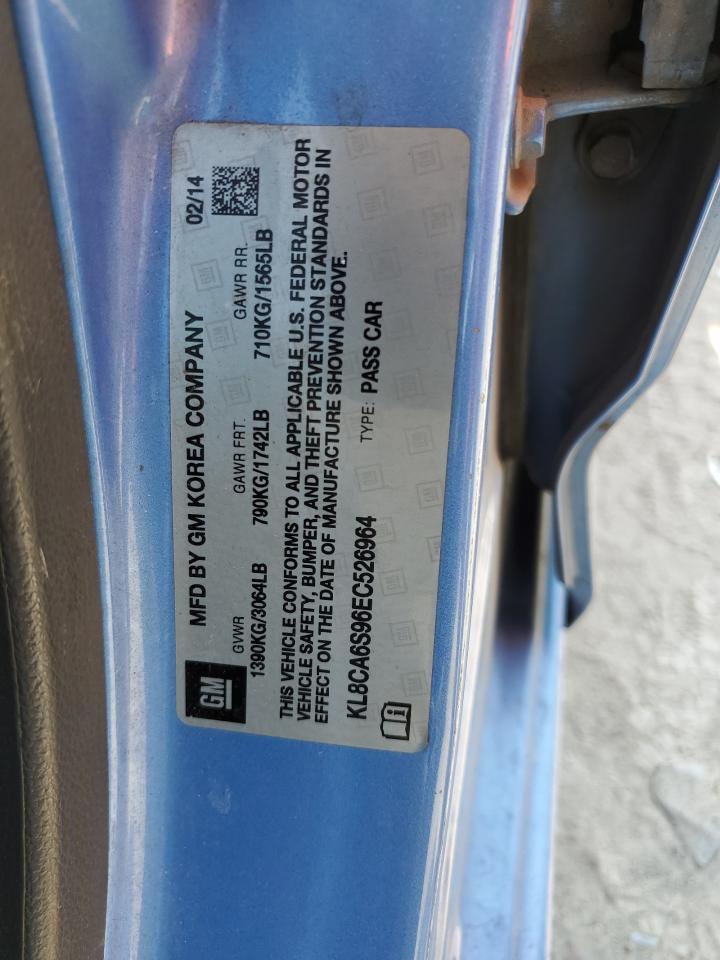 MFD BY GM KOREA COMPANY 02/14
GVWR GAWR FRT. GAWR RR.
1390KG/3064LB 790KG/1742LB 710KG/1565LB
THIS VEHICLE CONFORMS TO ALL APPLICABLE U.S. FEDERAL MOTOR
VEHICLE SAFETY, BUMPER, AND THEFT PREVENTION STANDARDS IN
EFFECT ON THE DATE OF MANUFACTURE SHOWN ABOVE.
KL8CA6S96EC526964 TYPE: PASS CAR
GM